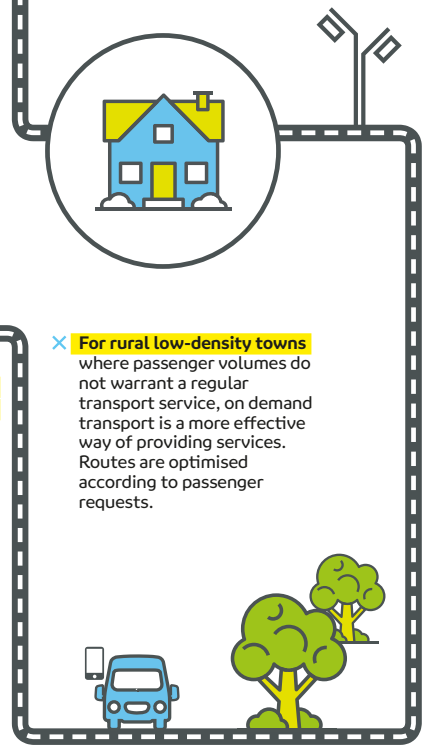 For rural low-density towns
where passenger volumes do
not warrant a regular
transport service, on demand
transport is a more effective
way of providing services.
Routes are optimised
according to passenger
requests.